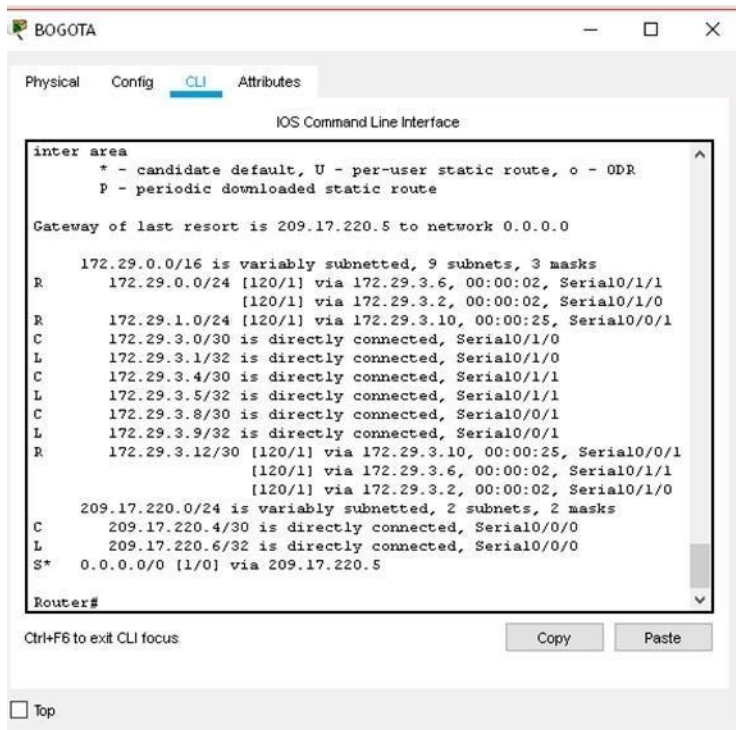 BOGOTA
Physical Config CLI Attributes
IOS Command Line Interface
inter area
* - candidate default, U - per-user static route, o - ODR
P - periodic downloaded static route
Gateway of last resort is 209.17.220.5 to network 0.0.0.0
172.29.0.0/16 is variably subnetted, 9 subnets, 3 masks
R 172.29.0.0/24 [120/1] via 172.29.3.6, 00:00:02, Serial0/1/1
[120/1] via 172.29.3.2, 00:00:02, Serial0/1/0
R 172.29.1.0/24 [120/1] via 172.29.3.10, 00:00:25, Serial0/0/1
C 172.29.3.0/30 is directly connected, Serial0/1/0
L 172.29.3.1/32 is directly connected, Serial0/1/0
C 172.29.3.4/30 is directly connected, Serial0/1/1
L 172.29.3.5/32 is directly connected, Serial0/1/1
C 172.29.3.8/30 is directly connected, Serial0/0/1
L 172.29.3.9/32 is directly connected, Serial0/0/1
R 172.29.3.12/30 [120/1] via 172.29.3.10, 00:00:25, Serial0/0/1
[120/1] via 172.29.3.6, 00:00:02, Serial0/1/1
[120/1] via 172.29.3.2, 00:00:02, Serial0/1/0
209.17.220.0/24 is variably subnetted, 2 subnets, 2 masks
C 209.17.220.4/30 is directly connected, Serial0/0/0
L 209.17.220.6/32 is directly connected, Serial0/0/0
S* 0.0.0.0/0 [1/0] via 209.17.220.5
Router#
Ctrl+F6 to exit CLI focus
Copy Paste
Top